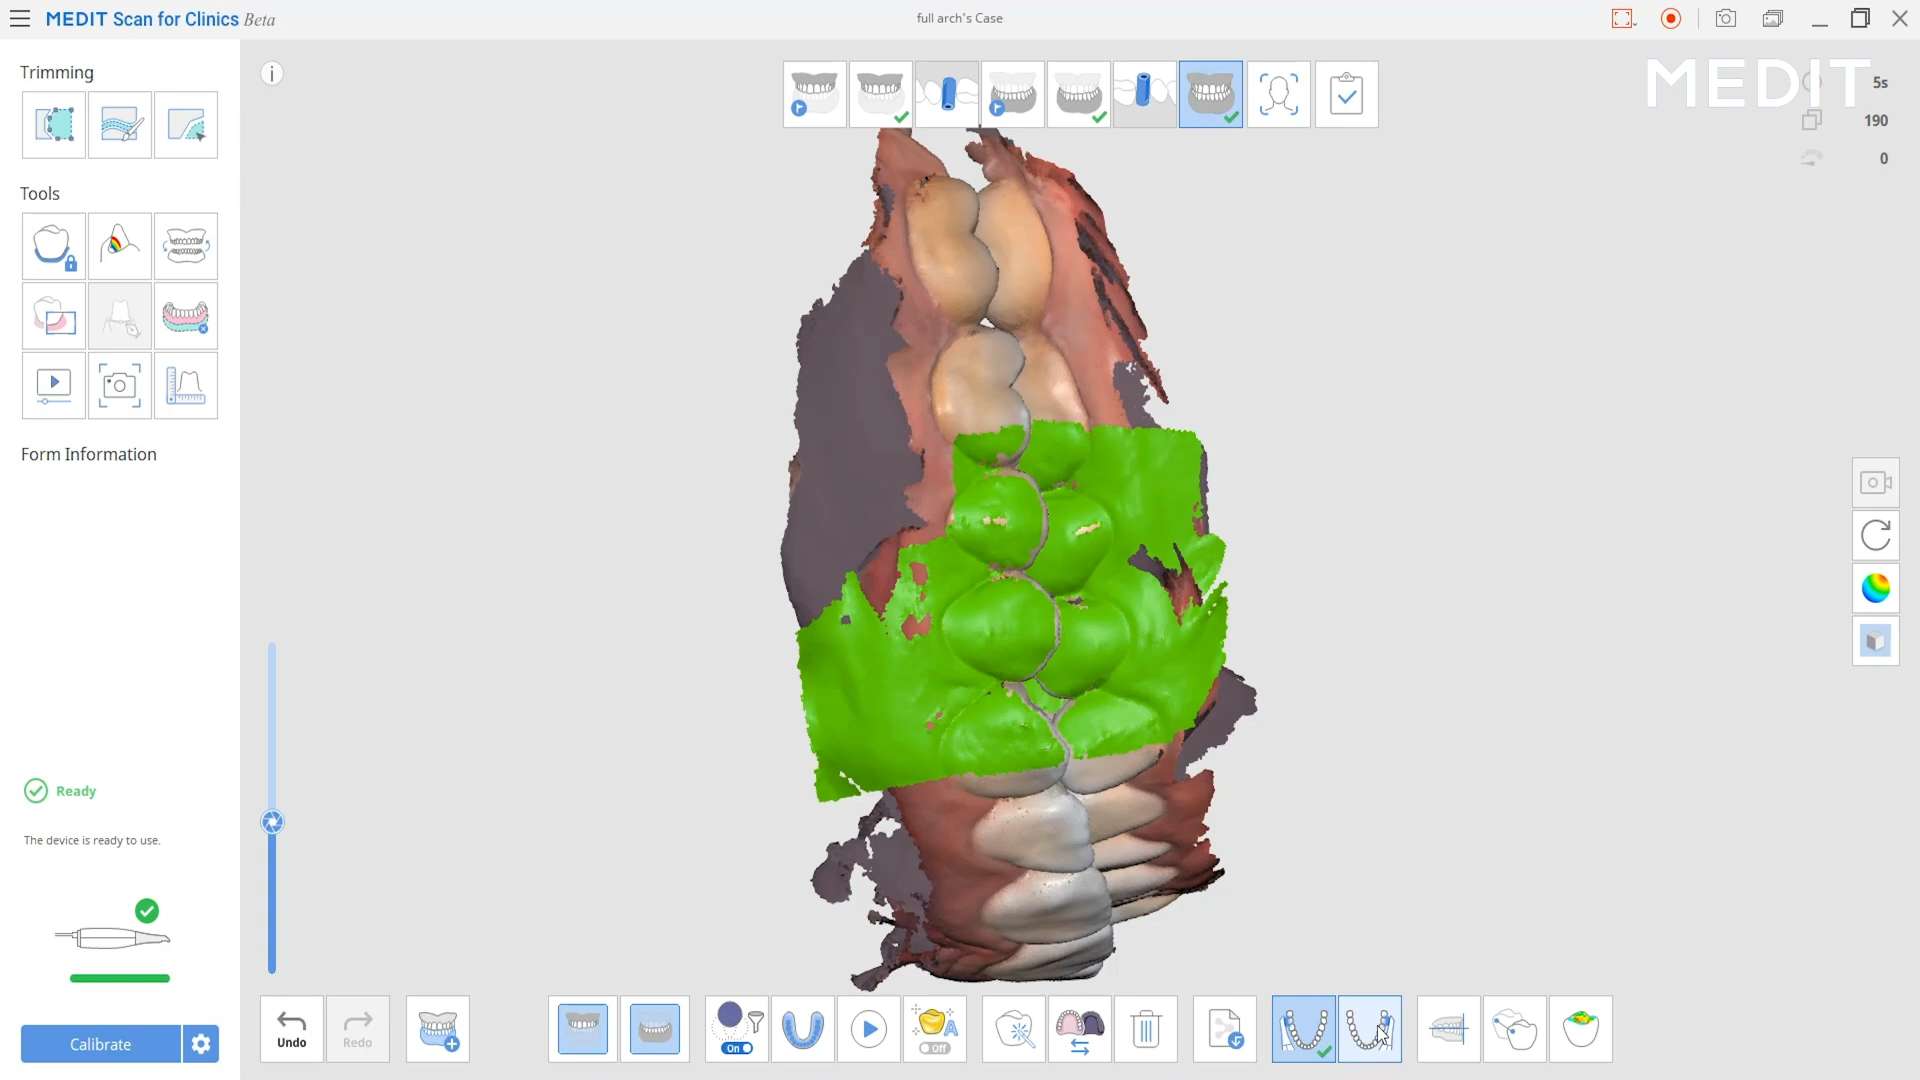 MEDIT Scan for Clinics Beta
full arch's Case
Trimming
Tools
Form Information
Ready
The device is ready to use.
Calibrate
i
MEDIT
5s
190
0
Undo
Redo
On
A
Off